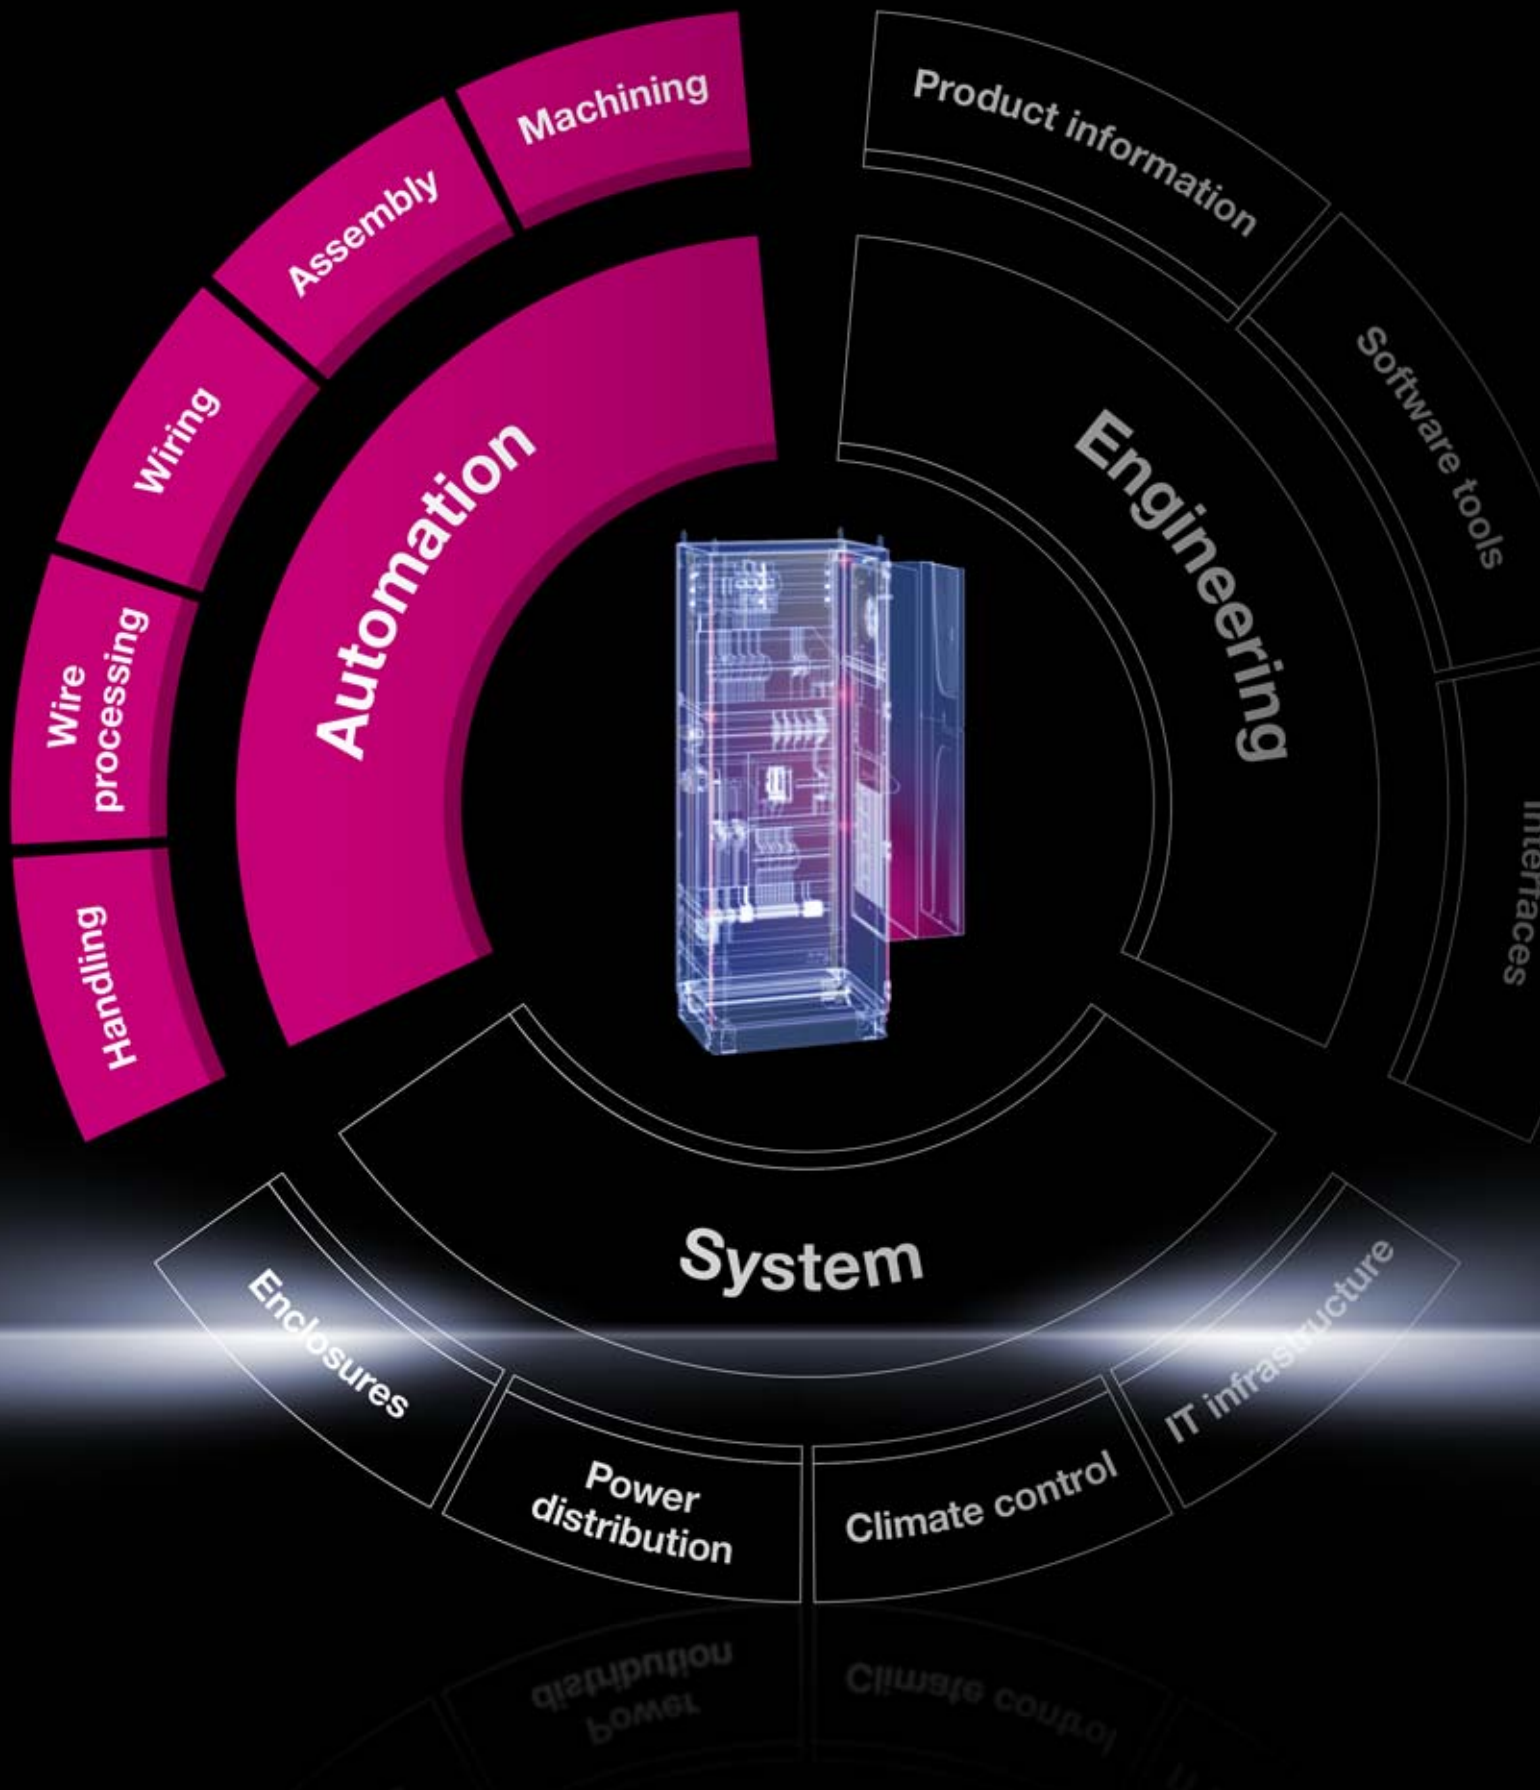 Machining
Assembly
Wiring
Wire
processing
Handling
Automation
Product information
Software tools
Interfaces
Engineering
System
Enclosures
Power
distribution
Climate control
IT infrastructure